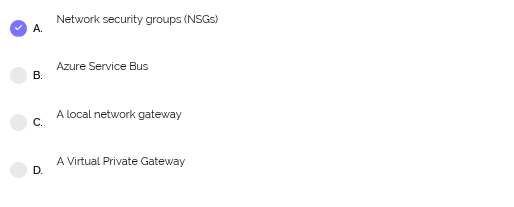 A. Network security groups (NSGs)
B. Azure Service Bus
C. A local network gateway
D. A Virtual Private Gateway